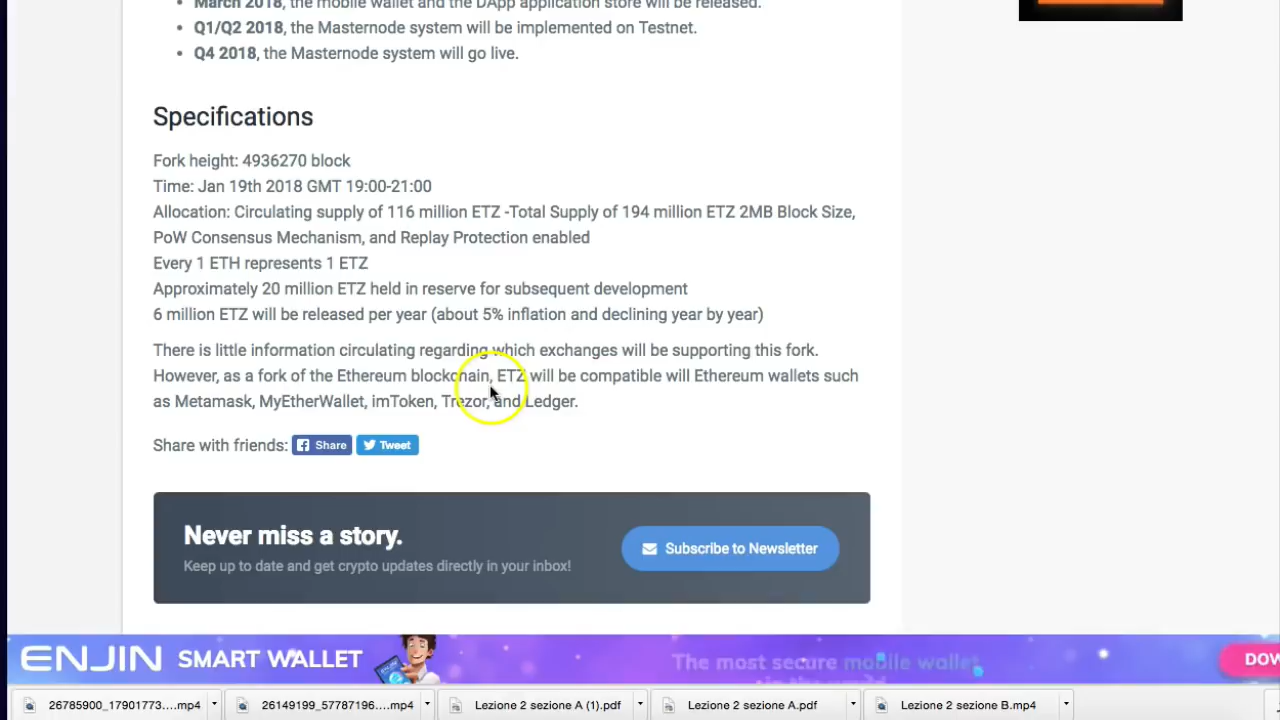 March 2018, the mobile wallet and the DApp application store will be released.
Q1/Q2 2018, the Masternode system will be implemented on Testnet.
Q4 2018, the Masternode system will go live.
Specifications
Fork height: 4936270 block
Time: Jan 19th 2018 GMT 19:00-21:00
Allocation: Circulating supply of 116 million ETZ -Total Supply of 194 million ETZ 2MB Block Size,
PoW Consensus Mechanism, and Replay Protection enabled
Every 1 ETH represents 1 ETZ
Approximately 20 million ETZ held in reserve for subsequent development
6 million ETZ will be released per year (about 5% inflation and declining year by year)
There is little information circulating regarding which exchanges will be supporting this fork.
However, as a fork of the Ethereum blockchain, ETZ will be compatible will Ethereum wallets such
as Metamask, MyEtherWallet, imToken, Trezor, and Ledger.
Share with friends: Share Tweet
Never miss a story.
Keep up to date and get crypto updates directly in your inbox!
Subscribe to Newsletter
ENJIN SMART WALLET
The most secure mobile wallet
in the world
DOW
26785900_17901773....mp4 26149199_57787196....mp4 Lezione 2 sezione A (1).pdf Lezione 2 sezione A.pdf Lezione 2 sezione B.mp4